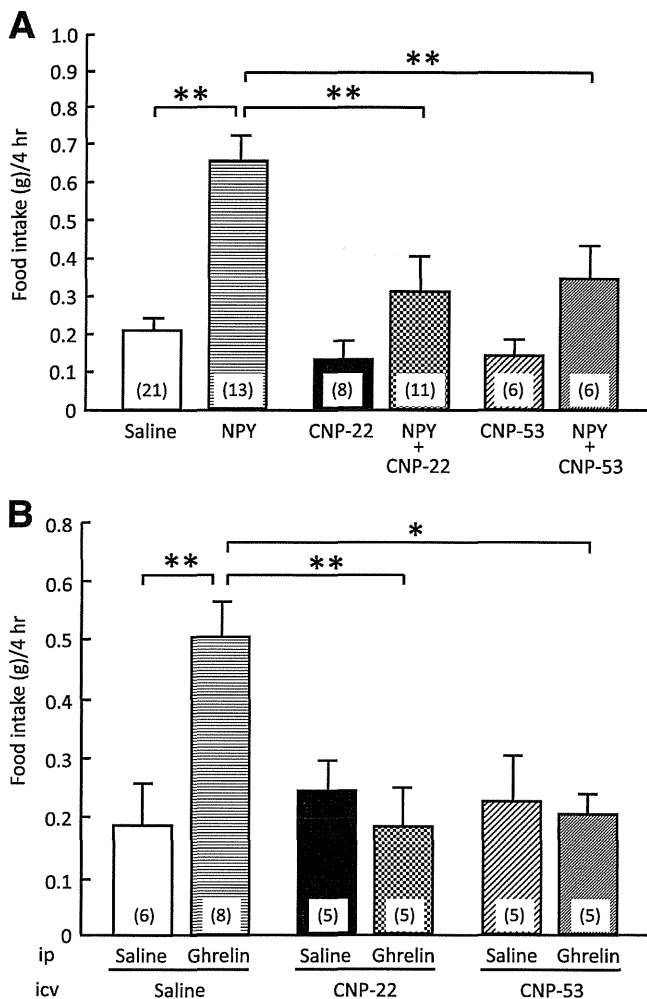 A
Food intake (g)/4 hr
1.0
0.9
0.8
0.7
0.6
0.5
0.4
0.3
0.2
0.1
0
**
**
**
(21)
(13)
(8)
(11)
(6)
(6)
Saline
NPY
CNP-22
NPY
+
CNP-22
CNP-53
NPY
+
CNP-53
B
Food intake (g)/4 hr
0.8
0.7
0.6
0.5
0.4
0.3
0.2
0.1
0
**
**
*
(6)
(8)
(5)
(5)
(5)
(5)
ip Saline Ghrelin Saline Ghrelin Saline Ghrelin
icv Saline CNP-22 CNP-53